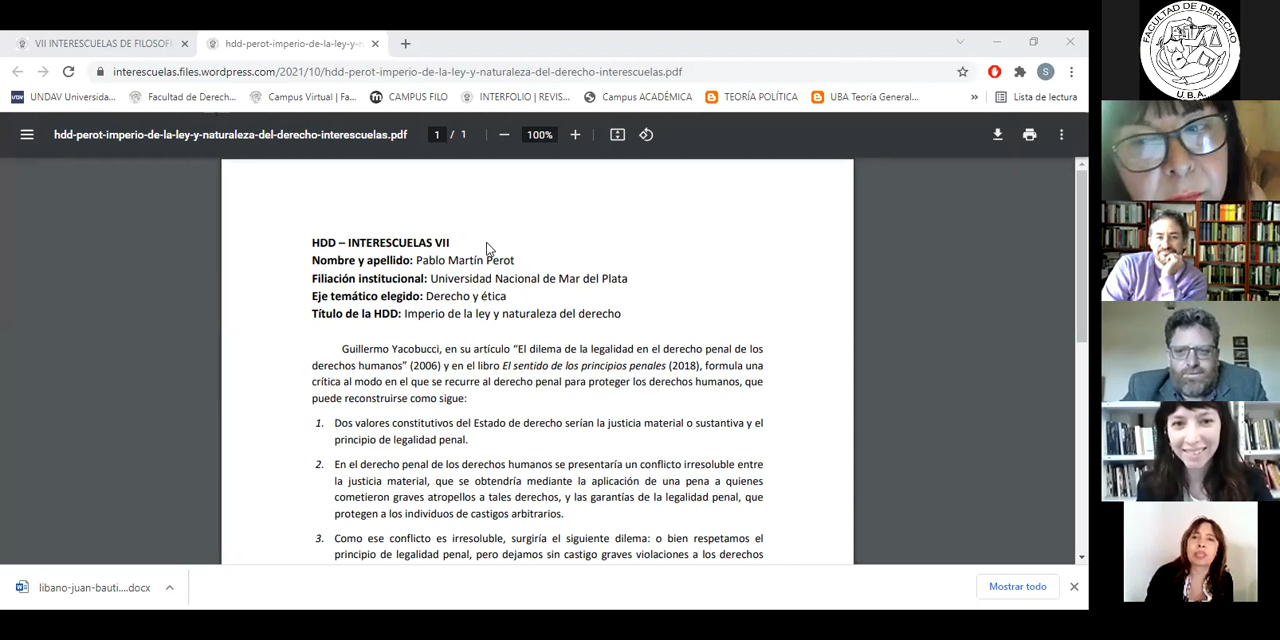 VII INTERESCUELAS DE FILOSOFI
hdd-perot-imperio-de-la-ley-y-n
interescuelas.files.wordpress.com/2021/10/hdd-perot-imperio-de-la-ley-y-naturaleza-del-derecho-interescuelas.pdf
S
UNDAV Universida...
Facultad de Derech...
Campus Virtual | Fa...
CAMPUS FILO
INTERFOLIO | REVIS...
Campus ACADÉMICA
TEORÍA POLÍTICA
UBA Teoría General...
»
Lista de lectura
hdd-perot-imperio-de-la-ley-y-naturaleza-del-derecho-interescuelas.pdf
1 / 1
100%
HDD – INTERESCUELAS VII
Nombre y apellido: Pablo Martín Perot
Filiación institucional: Universidad Nacional de Mar del Plata
Eje temático elegido: Derecho y ética
Título de la HDD: Imperio de la ley y naturaleza del derecho
Guillermo Yacobucci, en su artículo “El dilema de la legalidad en el derecho penal de los
derechos humanos” (2006) y en el libro El sentido de los principios penales (2018), formula una
crítica al modo en el que se recurre al derecho penal para proteger los derechos humanos, que
puede reconstruirse como sigue:
1. Dos valores constitutivos del Estado de derecho serían la justicia material o sustantiva y el
principio de legalidad penal.
2. En el derecho penal de los derechos humanos se presentaría un conflicto irresoluble entre
la justicia material, que se obtendría mediante la aplicación de una pena a quienes
cometieron graves atropellos a tales derechos, y las garantías de la legalidad penal, que
protegen a los individuos de castigos arbitrarios.
3. Como ese conflicto es irresoluble, surgiría el siguiente dilema: o bien respetamos el
principio de legalidad penal, pero dejamos sin castigo graves violaciones a los derechos
libano-juan-bauti....docx
Mostrar todo
FACULTAD DE DERECHO
U.B.A.